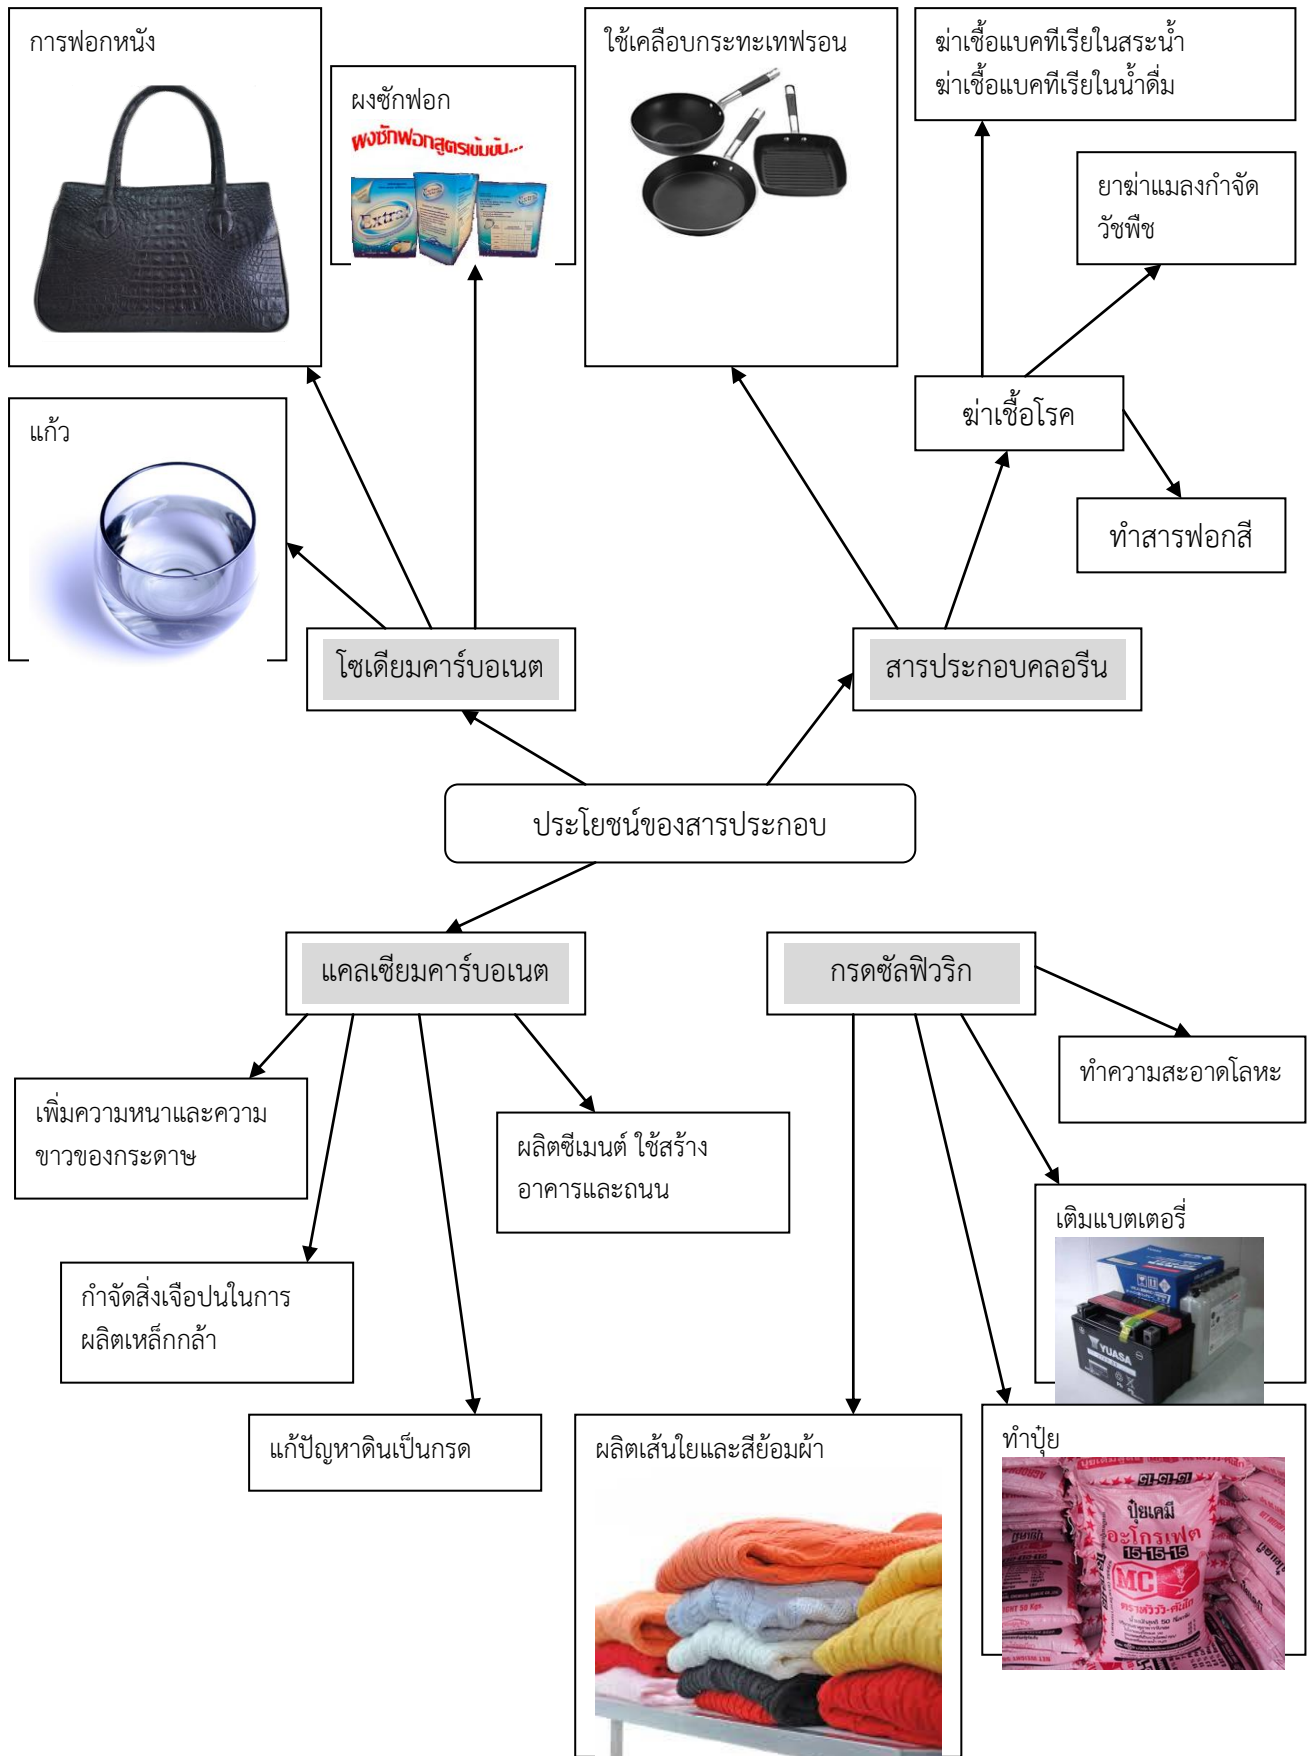 การฟอกหนัง
ผงซักฟอก
ผงซักฟอกสูตรเข้มข้น...
Extra
ใช้เคลือบกระทะเทฟรอน
ฆ่าเชื้อแบคทีเรียในสระน้ำ
ฆ่าเชื้อแบคทีเรียในน้ำดื่ม
ยาฆ่าแมลงกำจัด
วัชพืช
ฆ่าเชื้อโรค
ทำสารฟอกสี
แก้ว
โซเดียมคาร์บอเนต
สารประกอบคลอรีน
ประโยชน์ของสารประกอบ
แคลเซียมคาร์บอเนต
กรดซัลฟิวริก
ทำความสะอาดโลหะ
เพิ่มความหนาและความ
ขาวของกระดาษ
ผลิตซีเมนต์ ใช้สร้าง
อาคารและถนน
เติมแบตเตอรี่
YUASA
กำจัดสิ่งเจือปนในการ
ผลิตเหล็กกล้า
แก้ปัญหาดินเป็นกรด
ผลิตเส้นใยและสีย้อมผ้า
ทำปุ๋ย
15-15-15
ปุ๋ยเคมี
อะโกรเฟต
15-15-15
MC